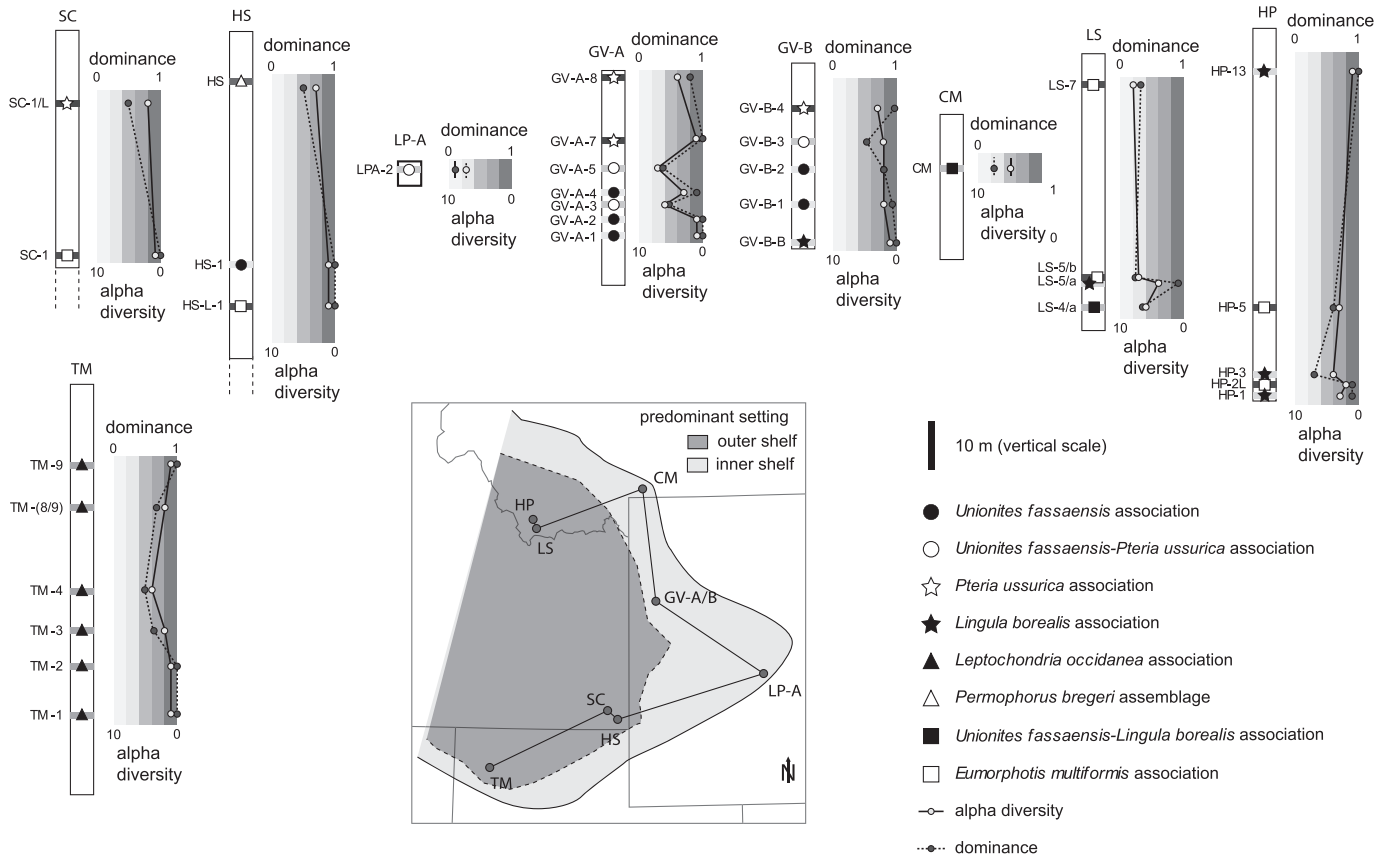 SC
dominance
0 1
SC-1/L
SC-1
10 0
alpha
diversity
HS
dominance
0 1
HS
HS-1
HS-L-1
10 0
alpha
diversity
LP-A
dominance
0 1
LPA-2
10 0
alpha
diversity
GV-A
dominance
0 1
GV-A-8
GV-A-7
GV-A-5
GV-A-4
GV-A-3
GV-A-2
GV-A-1
10 0
alpha
diversity
GV-B
dominance
0 1
GV-B-4
GV-B-3
GV-B-2
GV-B-1
GV-B-B
10 0
alpha
diversity
CM
dominance
0
1
CM
10
0
alpha
diversity
LS
dominance
0 1
LS-7
LS-5/b
LS-5/a
LS-4/a
10 0
alpha
diversity
HP
dominance
0 1
HP-13
HP-5
HP-3
HP-2L
HP-1
10 0
alpha
diversity
TM
dominance
0 1
TM-9
TM-(8/9)
TM-4
TM-3
TM-2
TM-1
10 0
alpha
diversity
predominant setting
outer shelf
inner shelf
CM
HP
LS
GV-A/B
LP-A
SC
HS
TM
N
10 m (vertical scale)
Unionites fassaensis association
Unionites fassaensis-Pteria ussurica association
Pteria ussurica association
Lingula borealis association
Leptochondria occidanea association
Permophorus bregeri assemblage
Unionites fassaensis-Lingula borealis association
Eumorphotis multiformis association
alpha diversity
dominance